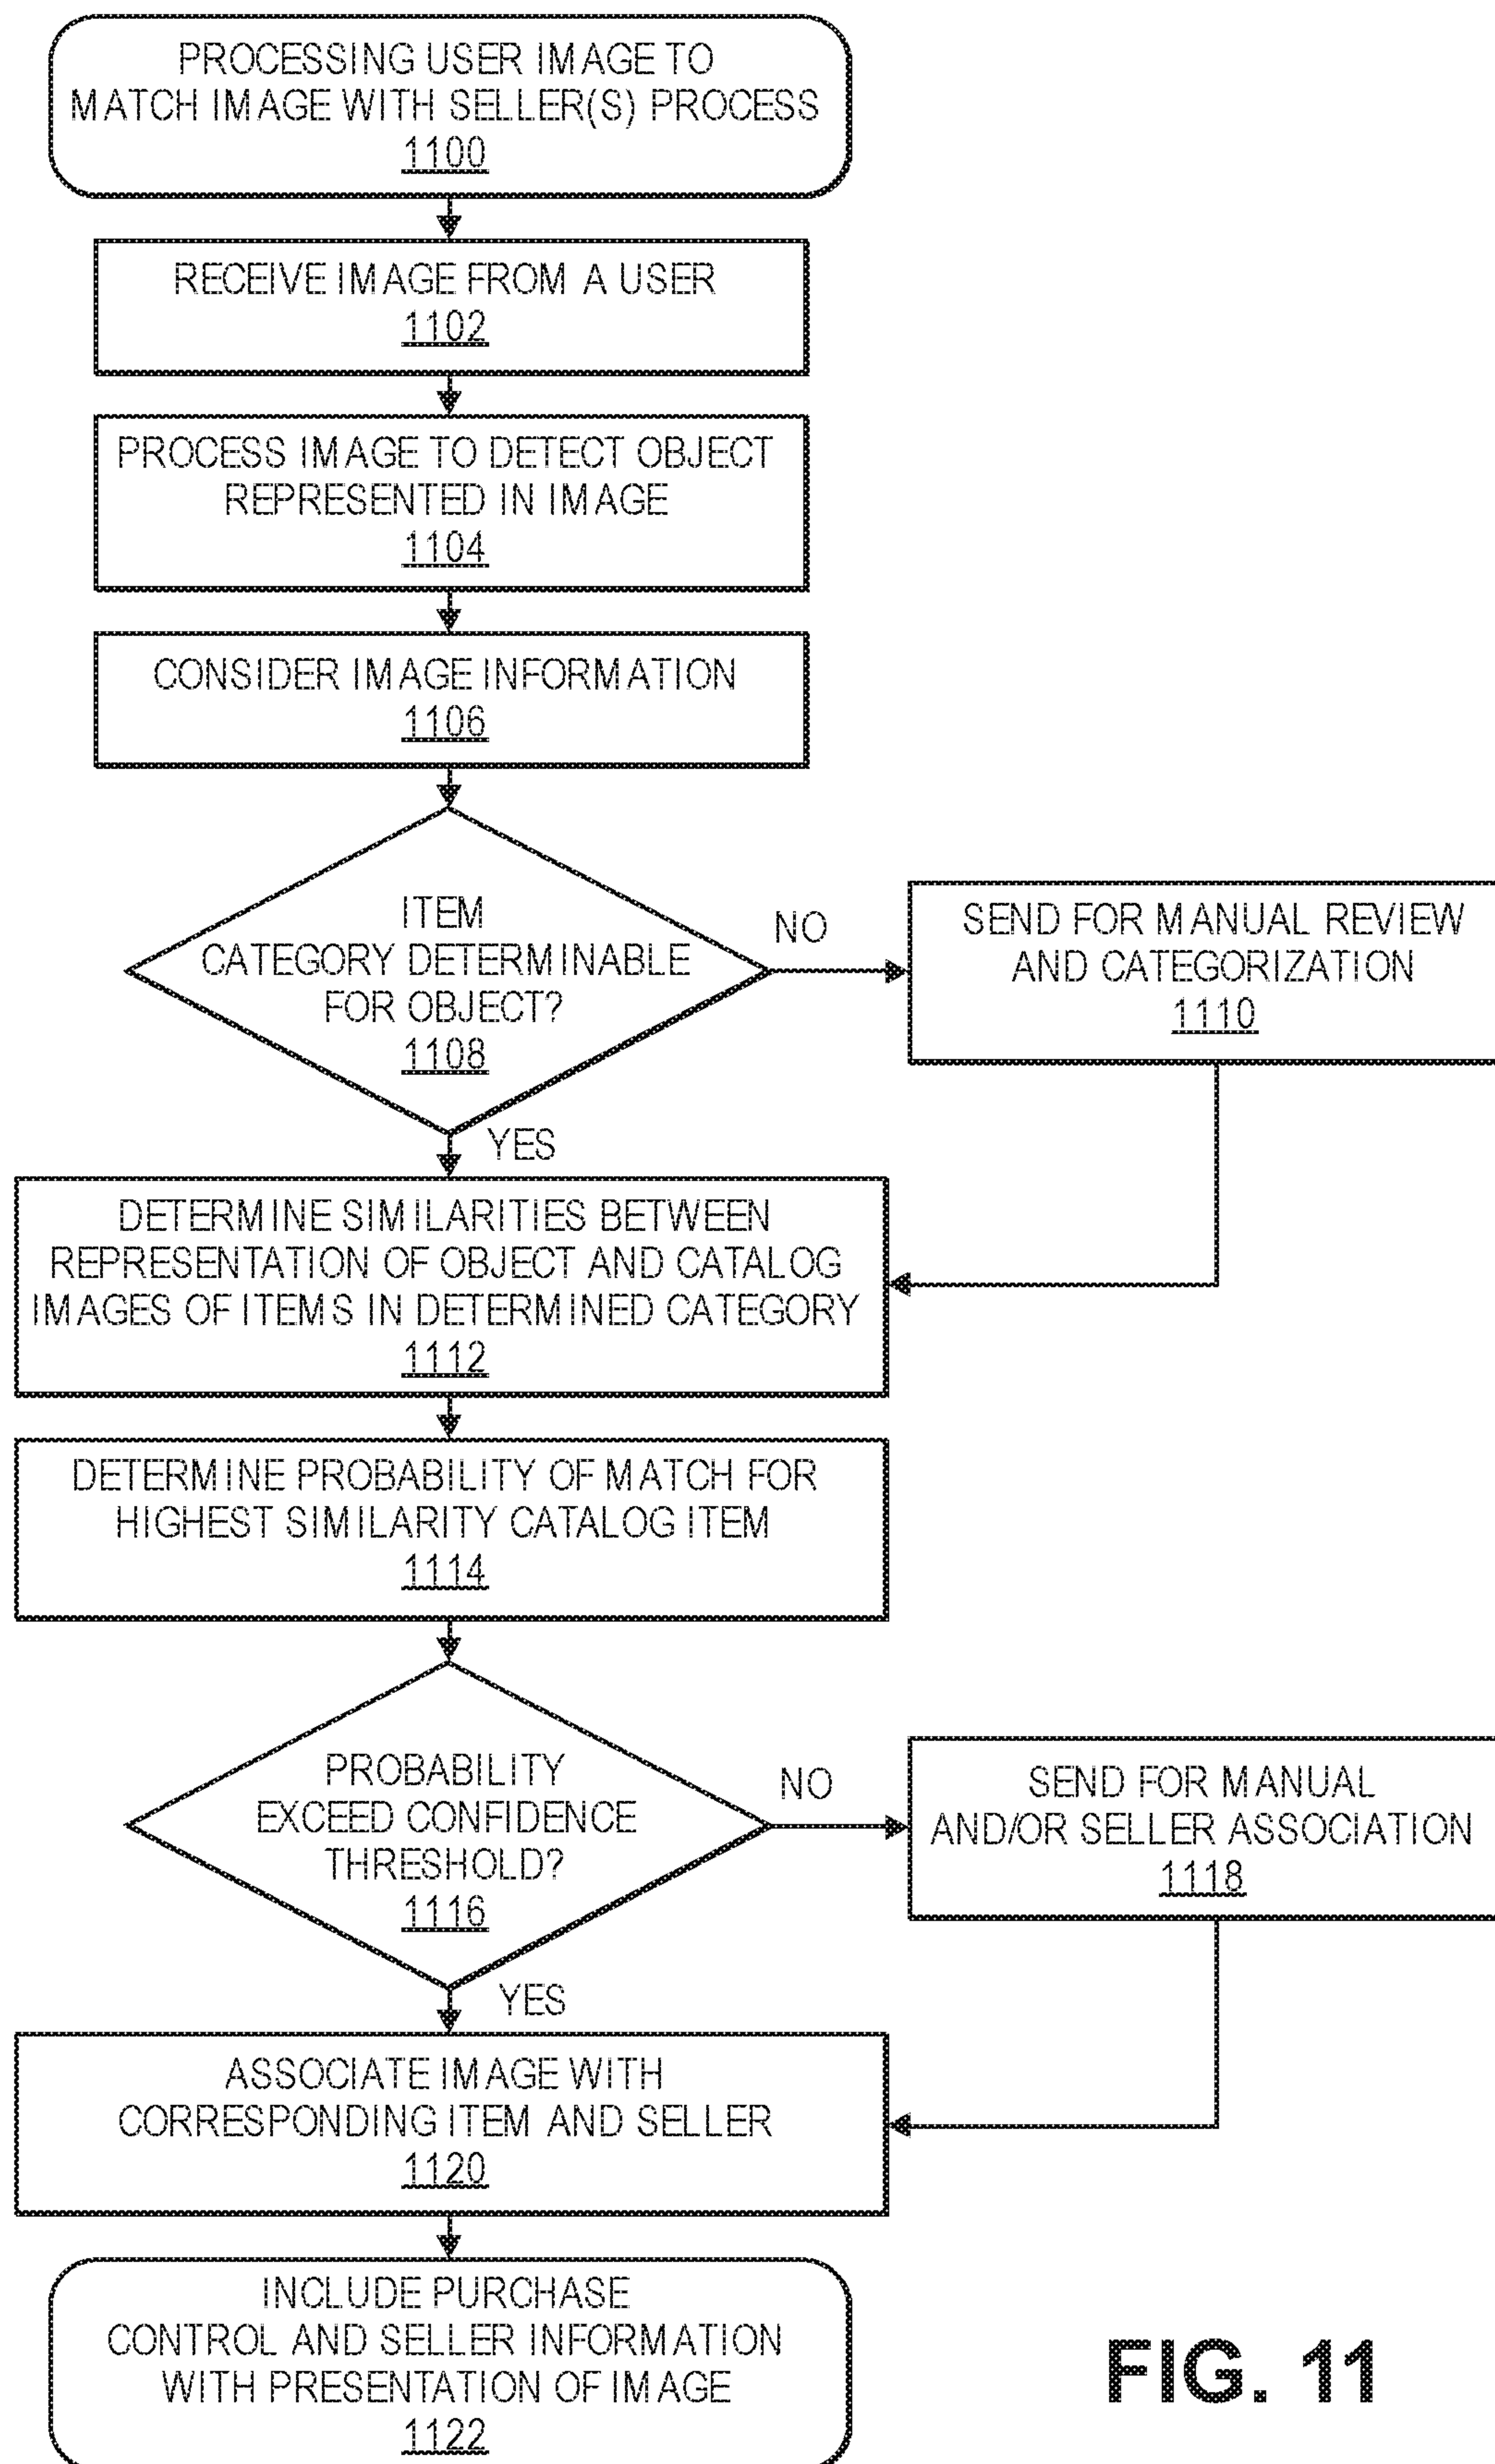 PROCESSING USER IMAGE TO
MATCH IMAGE WITH SELLER(S) PROCESS
1100
RECEIVE IMAGE FROM A USER
1102
PROCESS IMAGE TO DETECT OBJECT
REPRESENTED IN IMAGE
1104
CONSIDER IMAGE INFORMATION
1106
ITEM
CATEGORY DETERMINABLE
FOR OBJECT?
1108
NO
SEND FOR MANUAL REVIEW
AND CATEGORIZATION
1110
YES
DETERMINE SIMILARITIES BETWEEN
REPRESENTATION OF OBJECT AND CATALOG
IMAGES OF ITEMS IN DETERMINED CATEGORY
1112
DETERMINE PROBABILITY OF MATCH FOR
HIGHEST SIMILARITY CATALOG ITEM
1114
PROBABILITY
EXCEED CONFIDENCE
THRESHOLD?
1116
NO
SEND FOR MANUAL
AND/OR SELLER ASSOCIATION
1118
YES
ASSOCIATE IMAGE WITH
CORRESPONDING ITEM AND SELLER
1120
INCLUDE PURCHASE
CONTROL AND SELLER INFORMATION
WITH PRESENTATION OF IMAGE
1122
FIG. 11